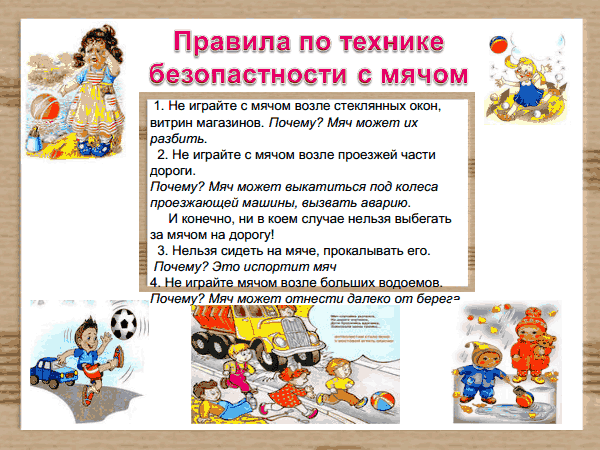 Правила по технике
безопастности с мячом
1. Не играйте с мячом возле стеклянных окон,
витрин магазинов. Почему? Мяч может их
разбить.
2. Не играйте с мячом возле проезжей части
дороги.
Почему? Мяч может выкатиться под колеса
проезжающей машины, вызвать аварию.
И конечно, ни в коем случае нельзя выбегать
за мячом на дорогу!
3. Нельзя сидеть на мяче, прокалывать его.
Почему? Это испортит мяч
4. Не играйте мячом возле больших водоемов.
Почему? Мяч может отнести далеко от берега